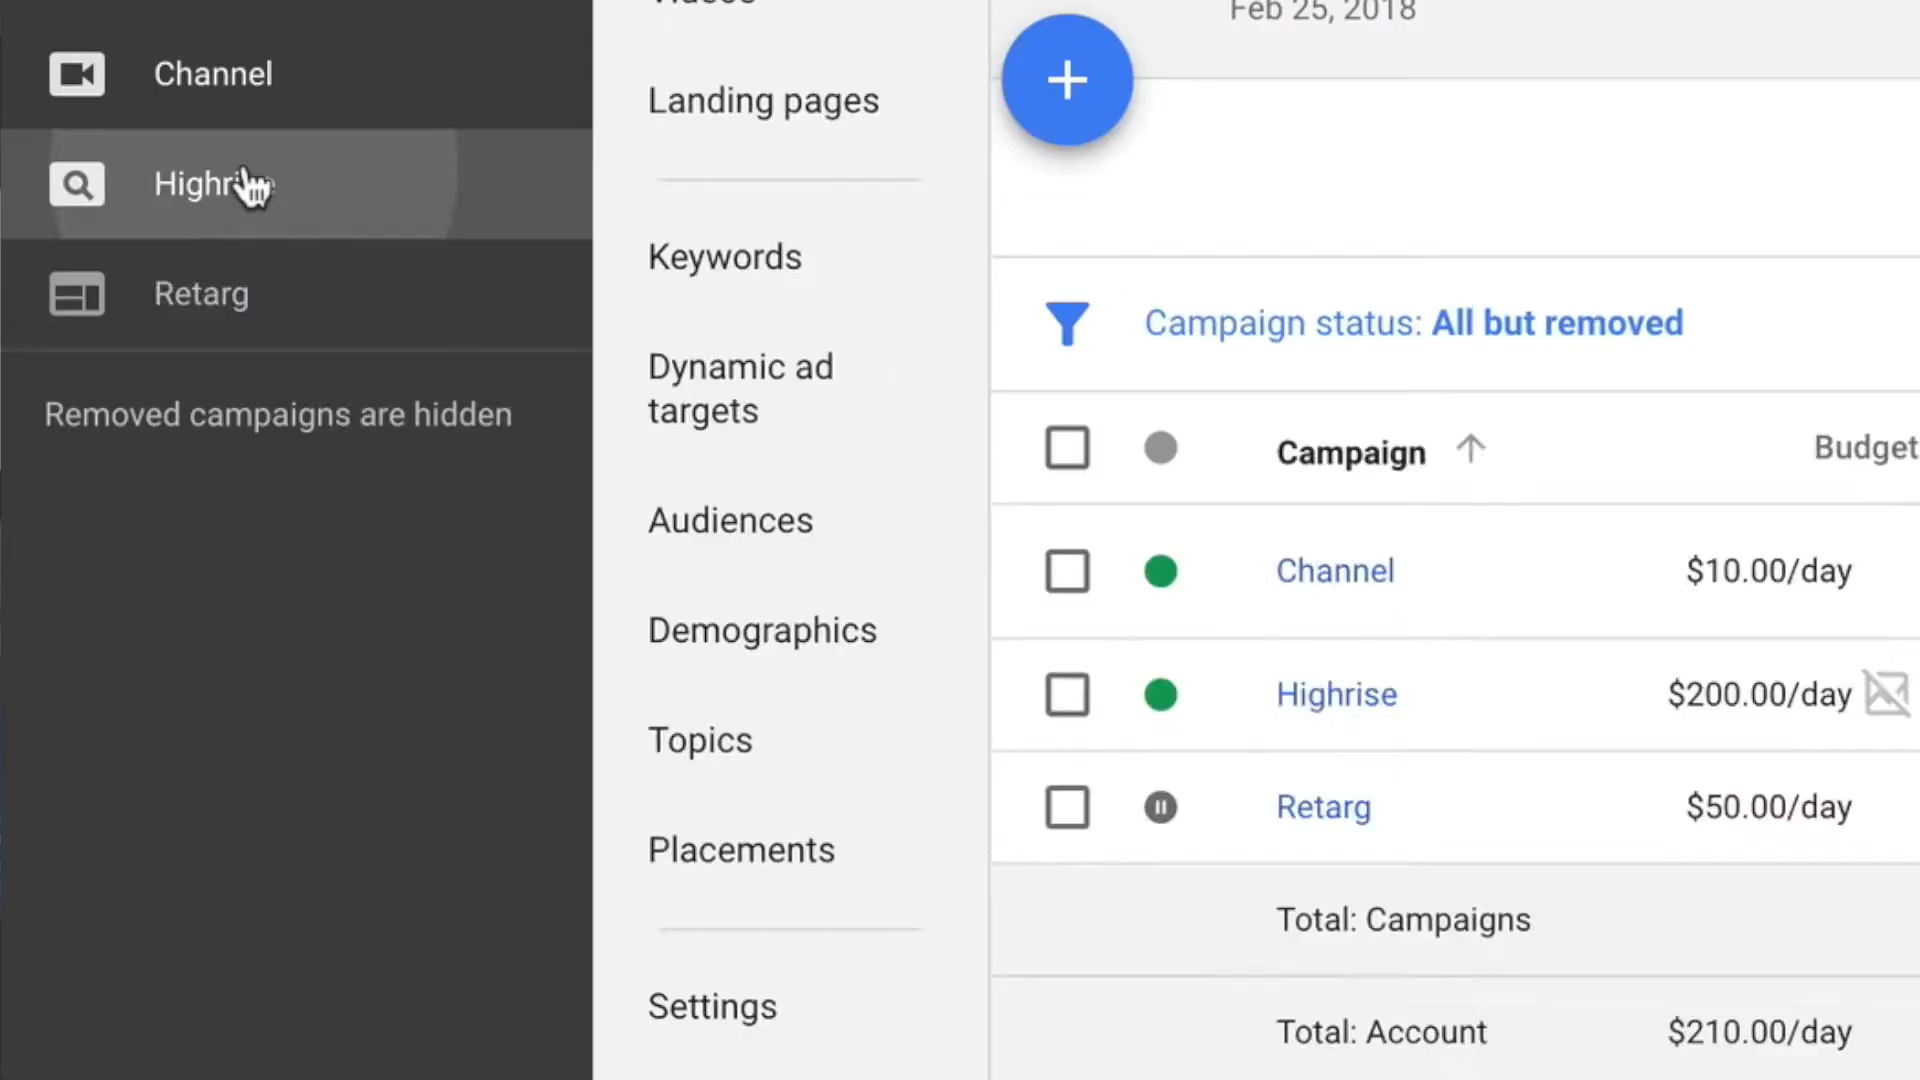 Channel
Highrise
Retarg
Removed campaigns are hidden
Videos
Landing pages
Keywords
Dynamic ad
targets
Audiences
Demographics
Topics
Placements
Settings
Feb 25, 2018
Campaign status: All but removed
Campaign Budget
Channel $10.00/day
Highrise $200.00/day
Retarg $50.00/day
Total: Campaigns
Total: Account $210.00/day